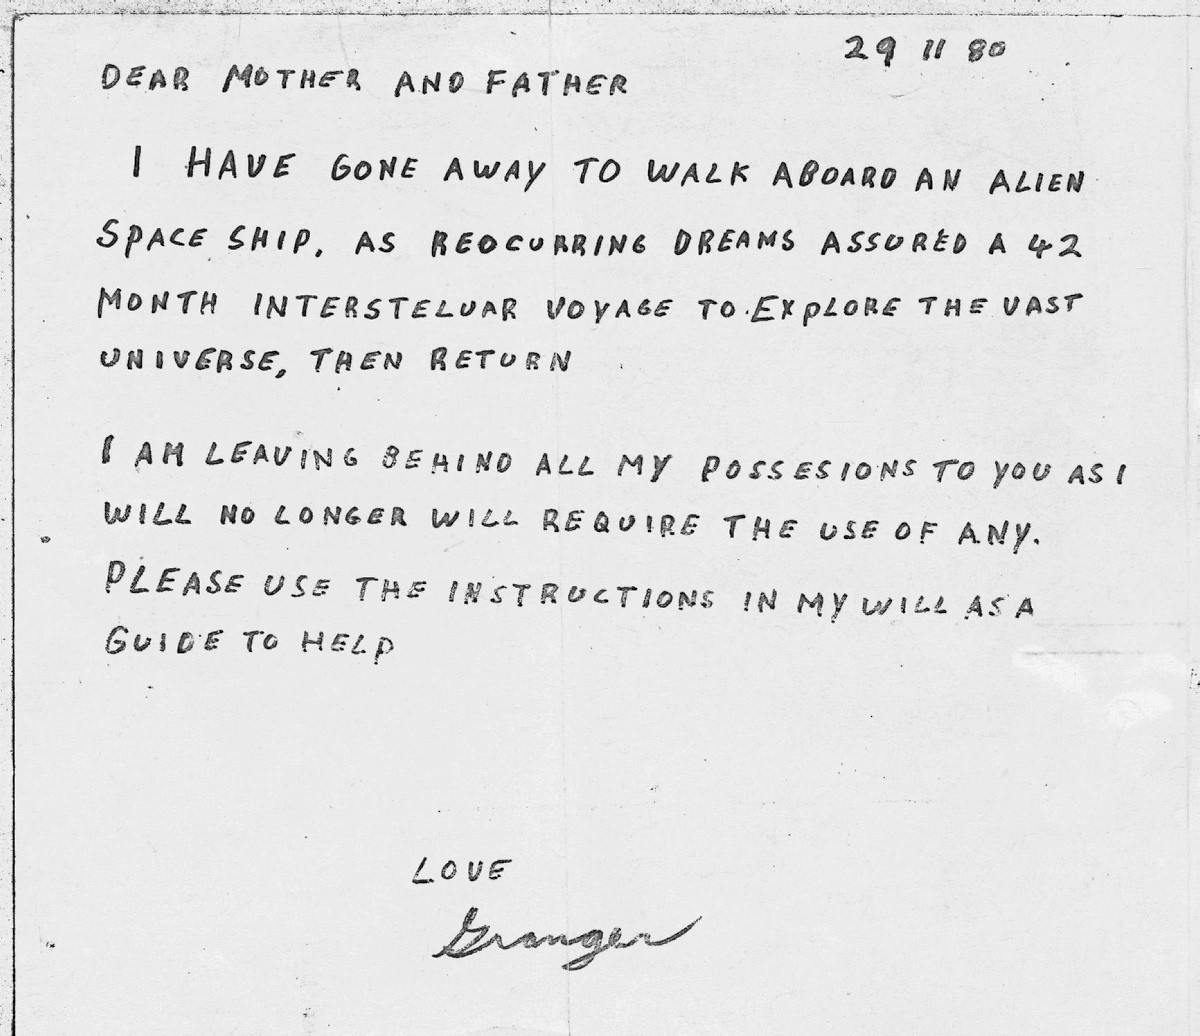 29 11 80
DEAR MOTHER AND FATHER
I HAVE GONE AWAY TO WALK ABOARD AN ALIEN
SPACE SHIP, AS REOCURRING DREAMS ASSURED A 42
MONTH INTERSTELLAR VOYAGE TO EXPLORE THE VAST
UNIVERSE, THEN RETURN
I AM LEAVING BEHIND ALL MY POSSESIONS TO YOU AS I
WILL NO LONGER WILL REQUIRE THE USE OF ANY.
PLEASE USE THE INSTRUCTIONS IN MY WILL AS A
GUIDE TO HELP
LOVE
Granger